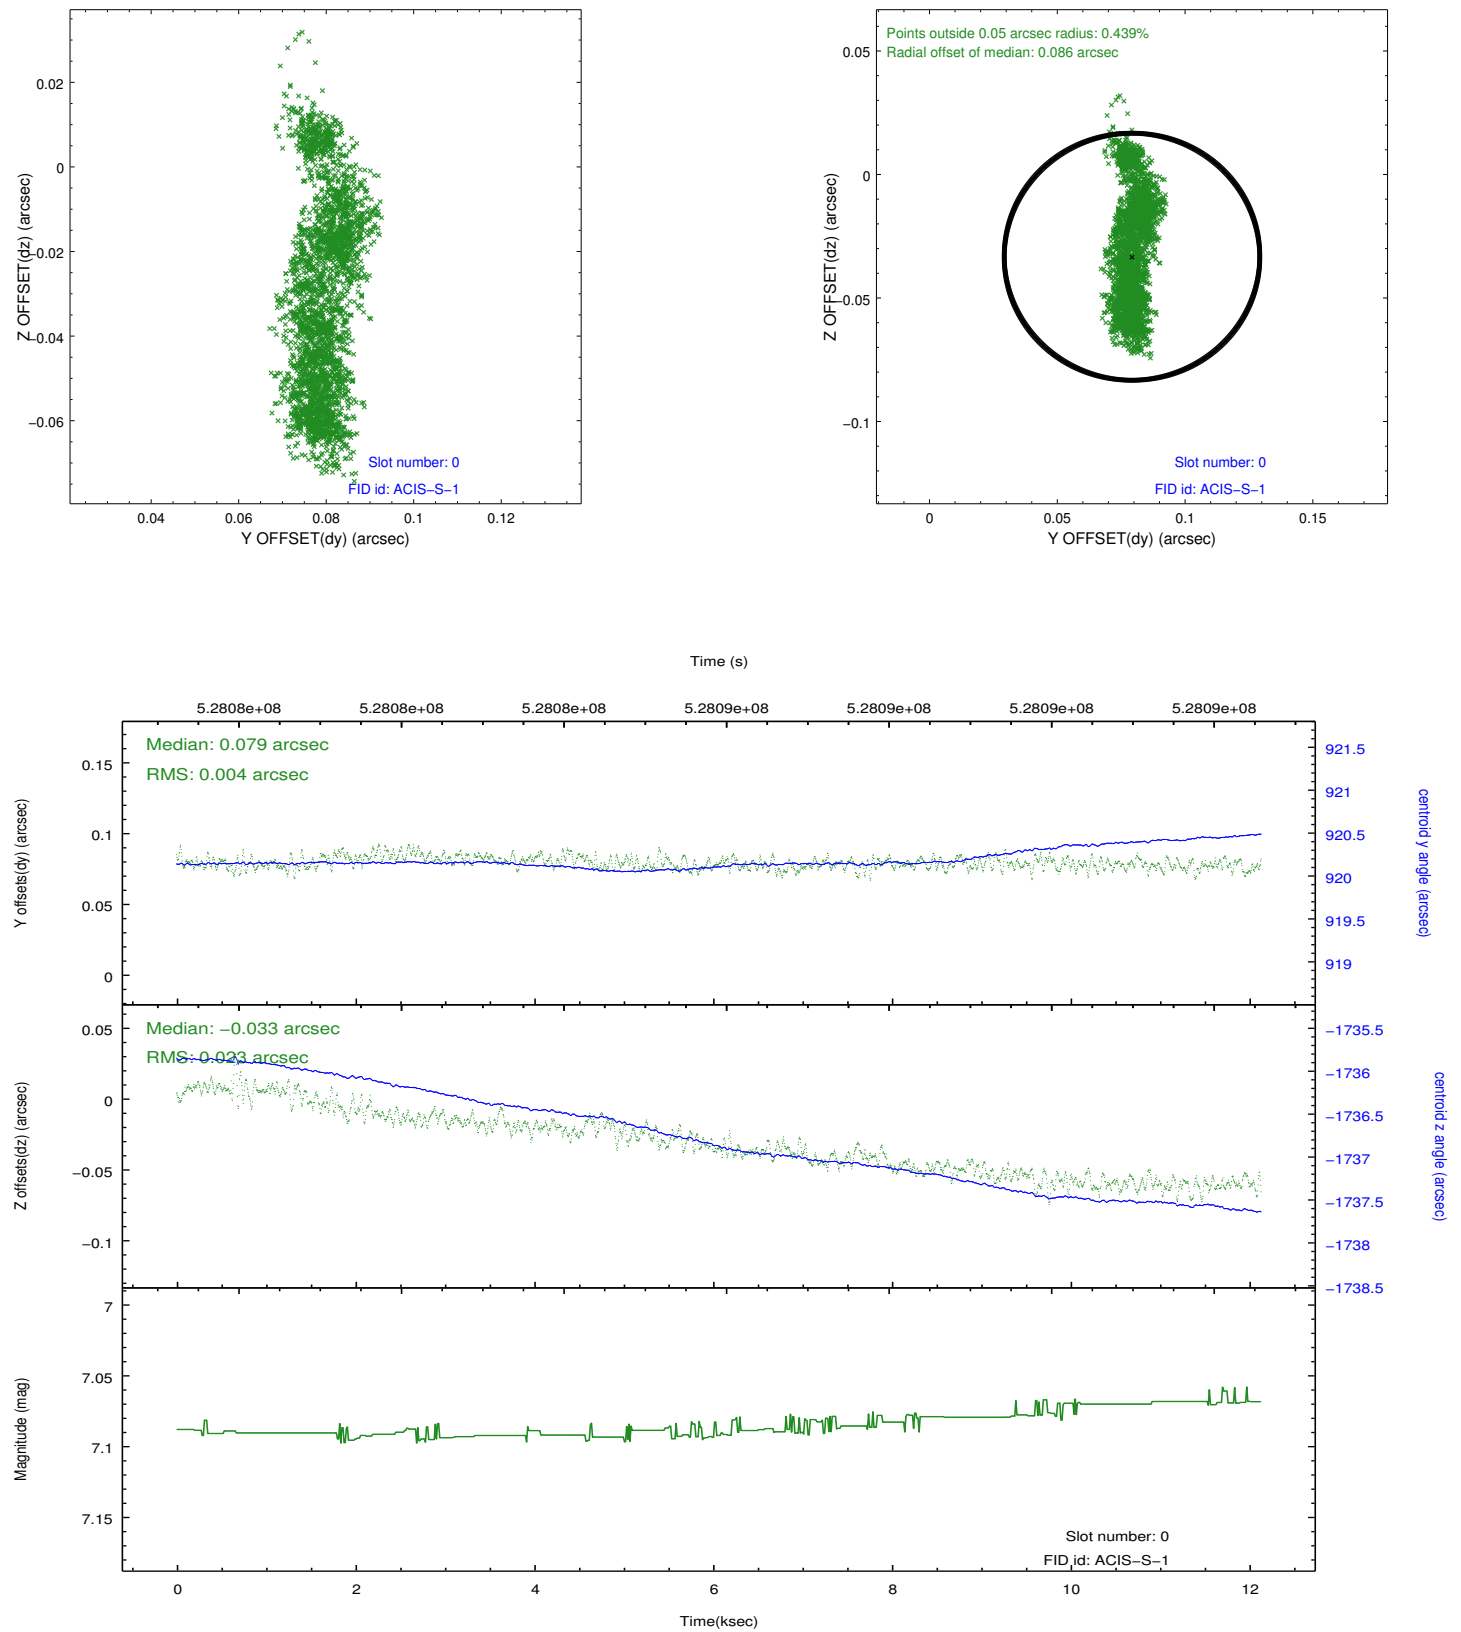 0.02
0
−0.02
−0.04
−0.06
Z OFFSET(dz) (arcsec)
Slot number: 0
FID id: ACIS−S−1
0.04 0.06 0.08 0.1 0.12
Y OFFSET(dy) (arcsec)
Points outside 0.05 arcsec radius: 0.439%
Radial offset of median: 0.086 arcsec
0.05
0
−0.05
−0.1
Z OFFSET(dz) (arcsec)
Slot number: 0
FID id: ACIS−S−1
0 0.05 0.1 0.15
Y OFFSET(dy) (arcsec)
Time (s)
5.2808e+08 5.2808e+08 5.2808e+08 5.2809e+08 5.2809e+08 5.2809e+08 5.2809e+08
Median: 0.079 arcsec
RMS: 0.004 arcsec
0.15
0.1
0.05
0
Y offsets(dy) (arcsec)
921.5
921
920.5
920
919.5
919
centroid y angle (arcsec)
Median: −0.033 arcsec
RMS: 0.023 arcsec
0.05
0
−0.05
−0.1
Z offsets(dz) (arcsec)
−1735.5
−1736
−1736.5
−1737
−1737.5
−1738
−1738.5
centroid z angle (arcsec)
7
7.05
7.1
7.15
Magnitude (mag)
Slot number: 0
FID id: ACIS−S−1
0 2 4 6 8 10 12
Time(ksec)